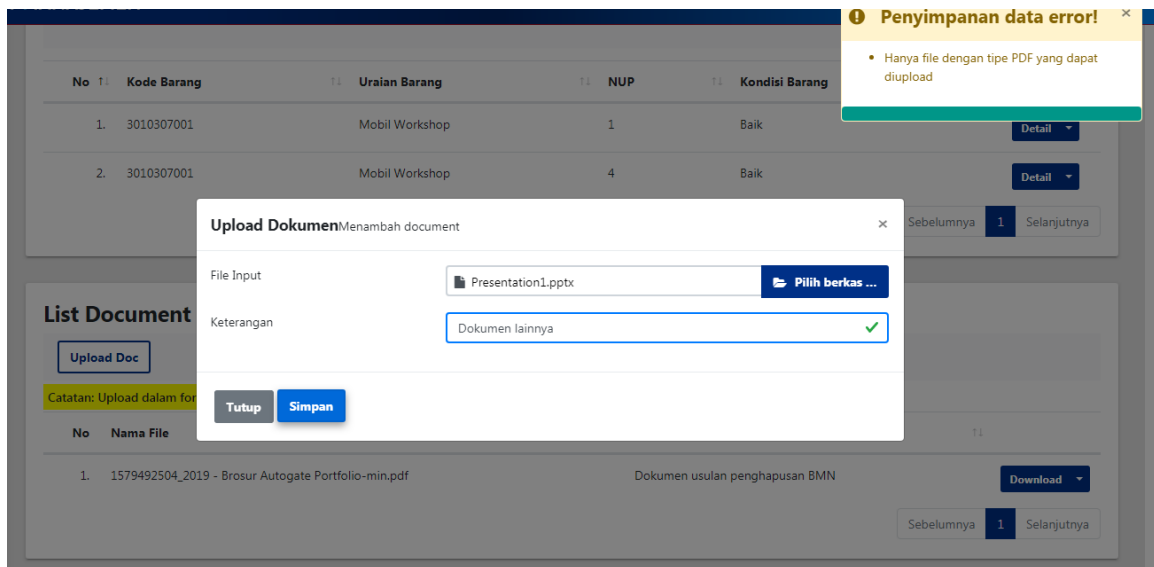 Penyimpanan data error! ×
Hanya file dengan tipe PDF yang dapat
diupload
No Kode Barang Uraian Barang NUP Kondisi Barang
1. 3010307001 Mobil Workshop 1 Baik Detail
2. 3010307001 Mobil Workshop 4 Baik Detail
Sebelumnya 1 Selanjutnya
Upload DokumenMenambah document ×
File Input Presentation1.pptx Pilih berkas ...
Keterangan Dokumen lainnya
Tutup Simpan
List Document
Upload Doc
Catatan: Upload dalam for
No Nama File
1. 1579492504_2019 - Brosur Autogate Portfolio-min.pdf Dokumen usulan penghapusan BMN Download
Sebelumnya 1 Selanjutnya